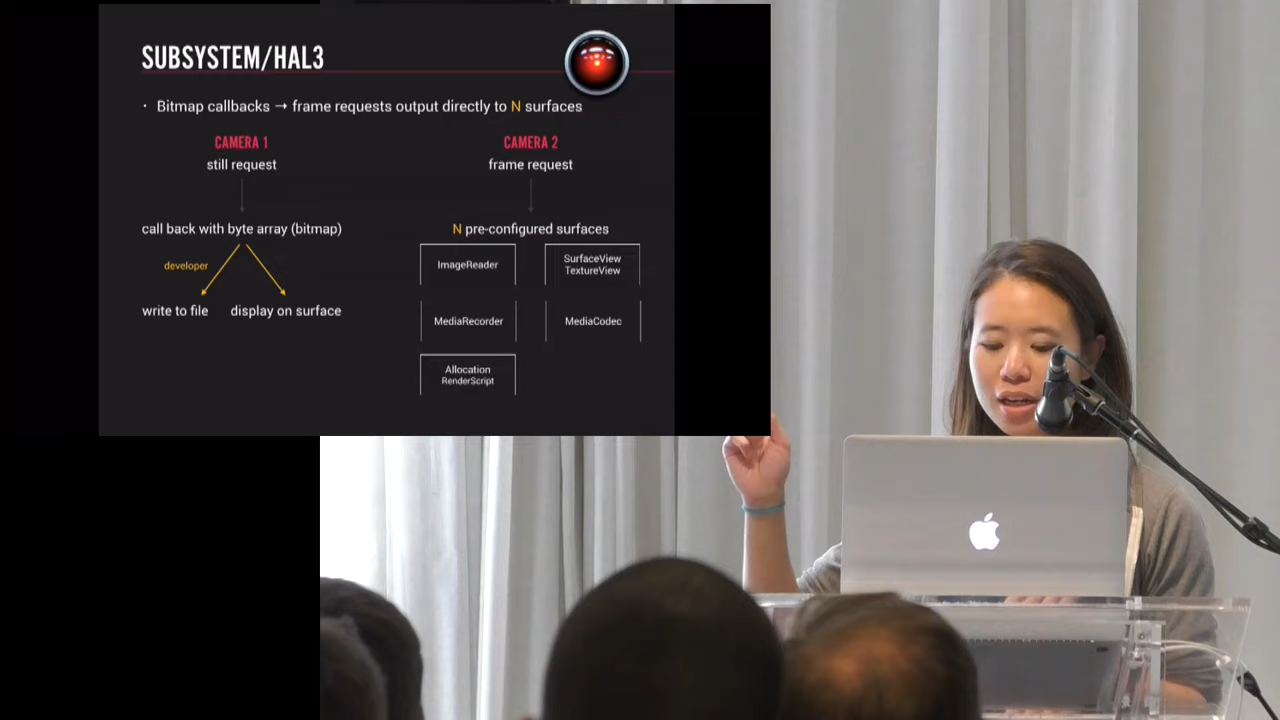 SUBSYSTEM/HAL3
· Bitmap callbacks → frame requests output directly to N surfaces
CAMERA 1
still request
call back with byte array (bitmap)
developer
write to file
display on surface
CAMERA 2
frame request
N pre-configured surfaces
ImageReader
SurfaceView
TextureView
MediaRecorder
MediaCodec
Allocation
RenderScript